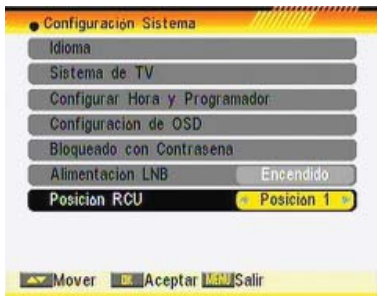 Configuración Sistema
Idioma
Sistema de TV
Configurar Hora y Programador
Configuracion de OSD
Bloqueado con Contrasena
Alimentacion LNB Encendido
Posicion RCU Posicion 1
Mover OK Aceptar MENU Salir